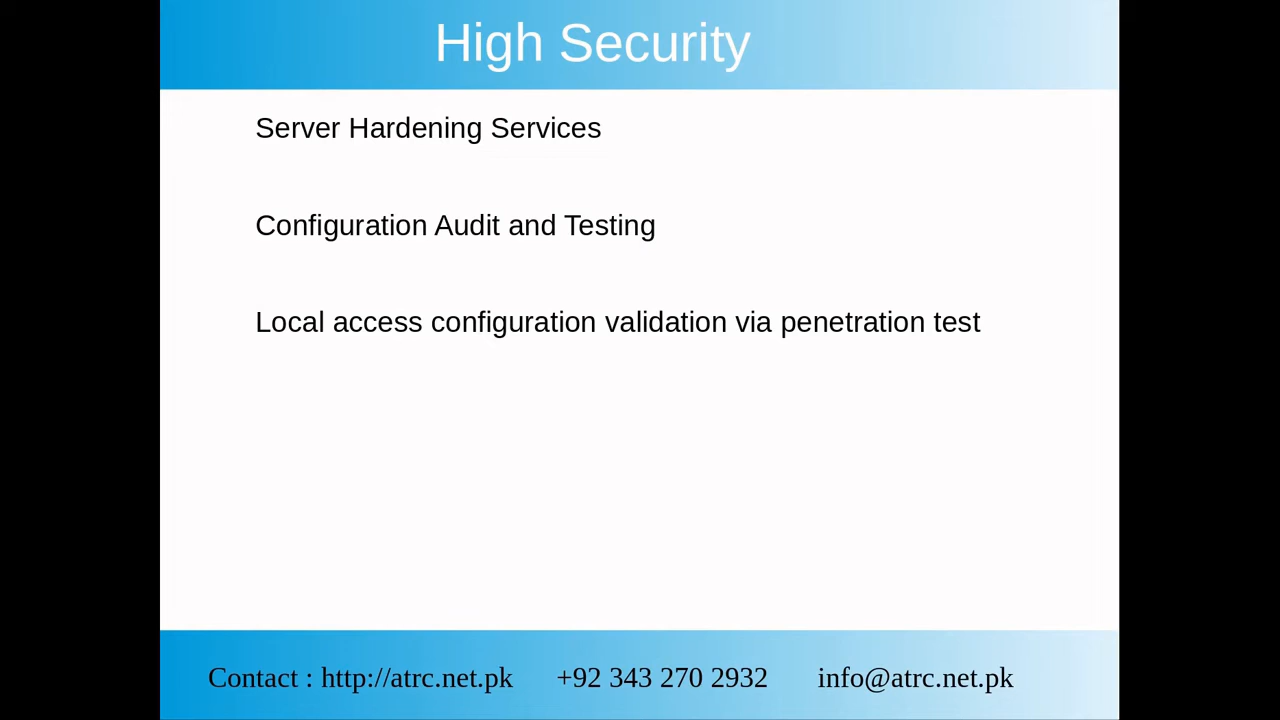 High Security
Server Hardening Services
Configuration Audit and Testing
Local access configuration validation via penetration test
Contact : http://atrc.net.pk +92 343 270 2932 info@atrc.net.pk